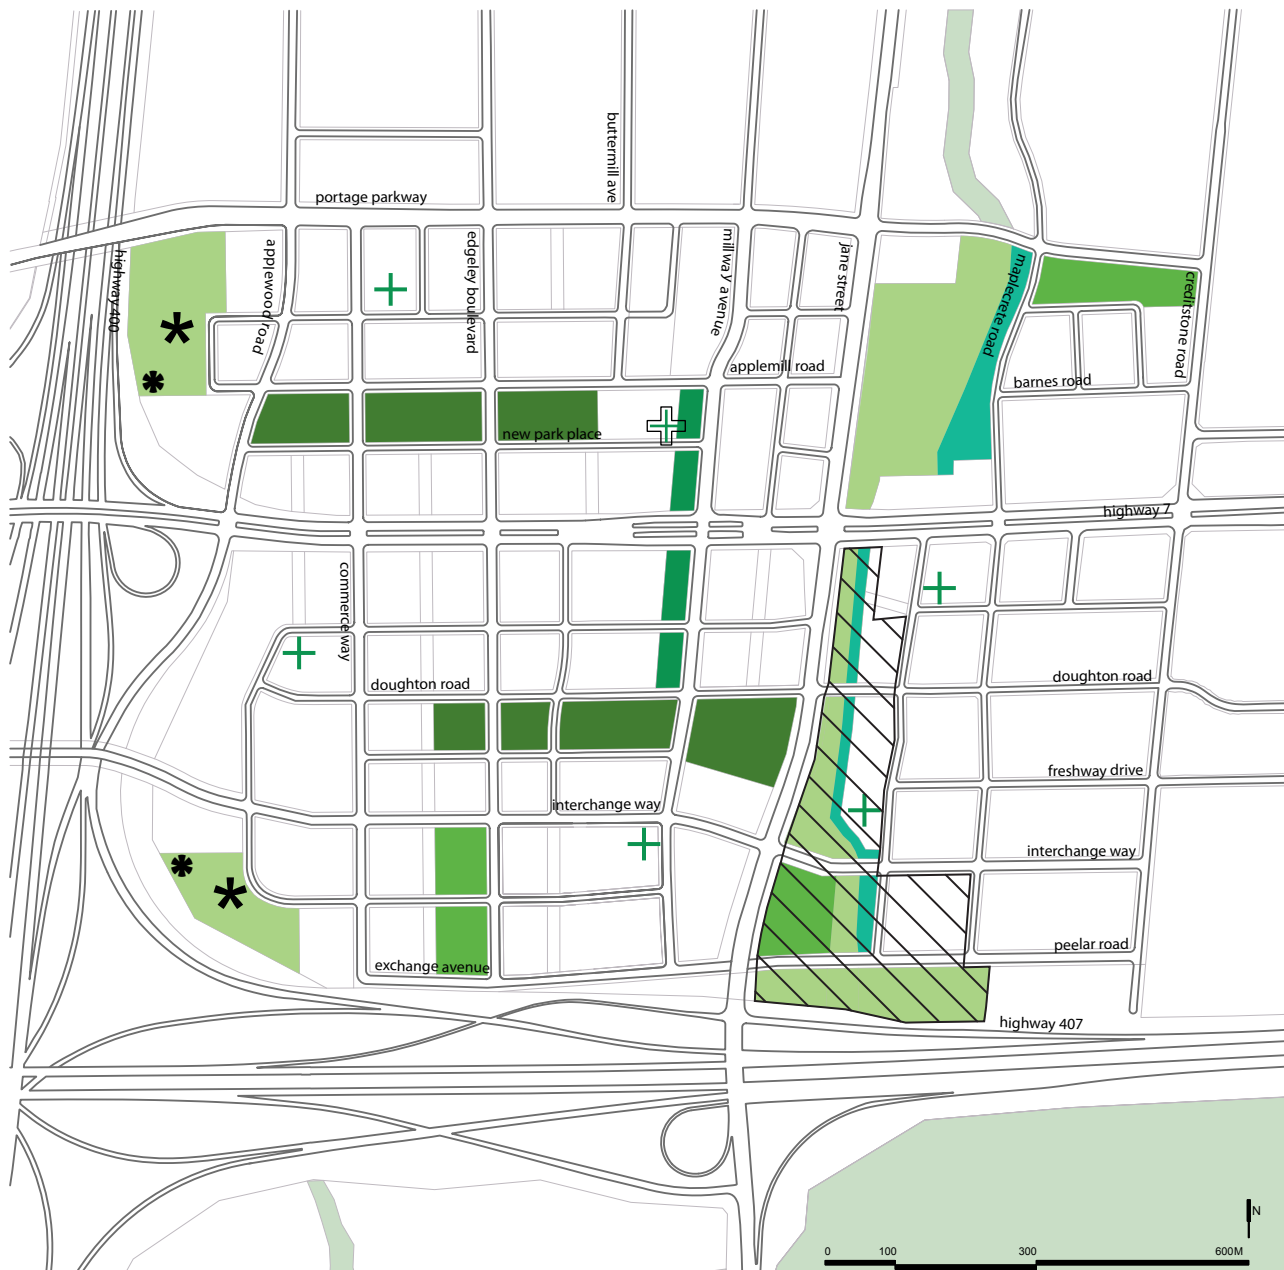 buttermill ave
portage parkway
highway 400
applewood road
edgeley boulevard
millway avenue
jane street
maplecrete road
creditstone road
applemill road
barnes road
new park place
highway 7
commerce way
doughton road
doughton road
freshway drive
interchange way
interchange way
peelar road
exchange avenue
highway 407
N
0 100 300 600M